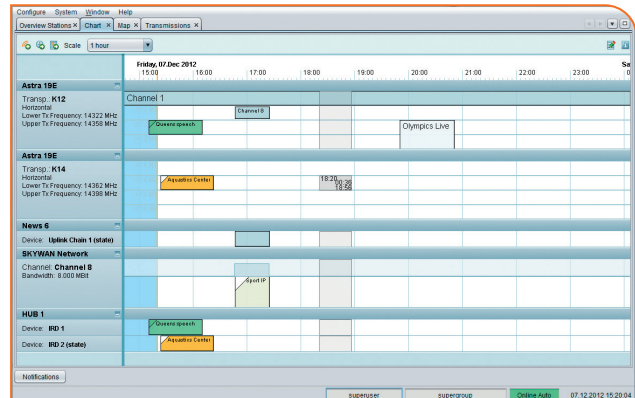 Configure System Window Help
Overview Stations × Chart × Map × Transmissions ×
Scale 1 hour
Friday, 07.Dec 2012 Sa
15:00 16:00 17:00 18:00 19:00 20:00 21:00 22:00 23:00 0
Astra 19E
Transp.: K12
Horizontal
Lower Tx Frequency: 14322 MHz
Upper Tx Frequency: 14358 MHz
Channel 1
Channel 8
Queens speech
Olympics Live
Astra 19E
Transp.: K14
Horizontal
Lower Tx Frequency: 14362 MHz
Upper Tx Frequency: 14398 MHz
Aquatics Center
18:20
00:38
18:58
News 6
Device: Uplink Chain 1 (state)
SKYWAN Network
Channel: Channel 8
Bandwidth: 8.000 MBit
Sport IP
HUB 1
Device: IRD 1
Queens speech
Device: IRD 2 (state)
Aquatics Center
Notifications
superuser supergroup Online Auto 07.12.2012 15:20:04